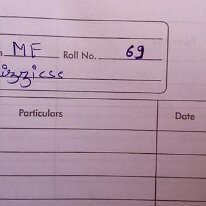 MF Roll No. 69
Particulars Date